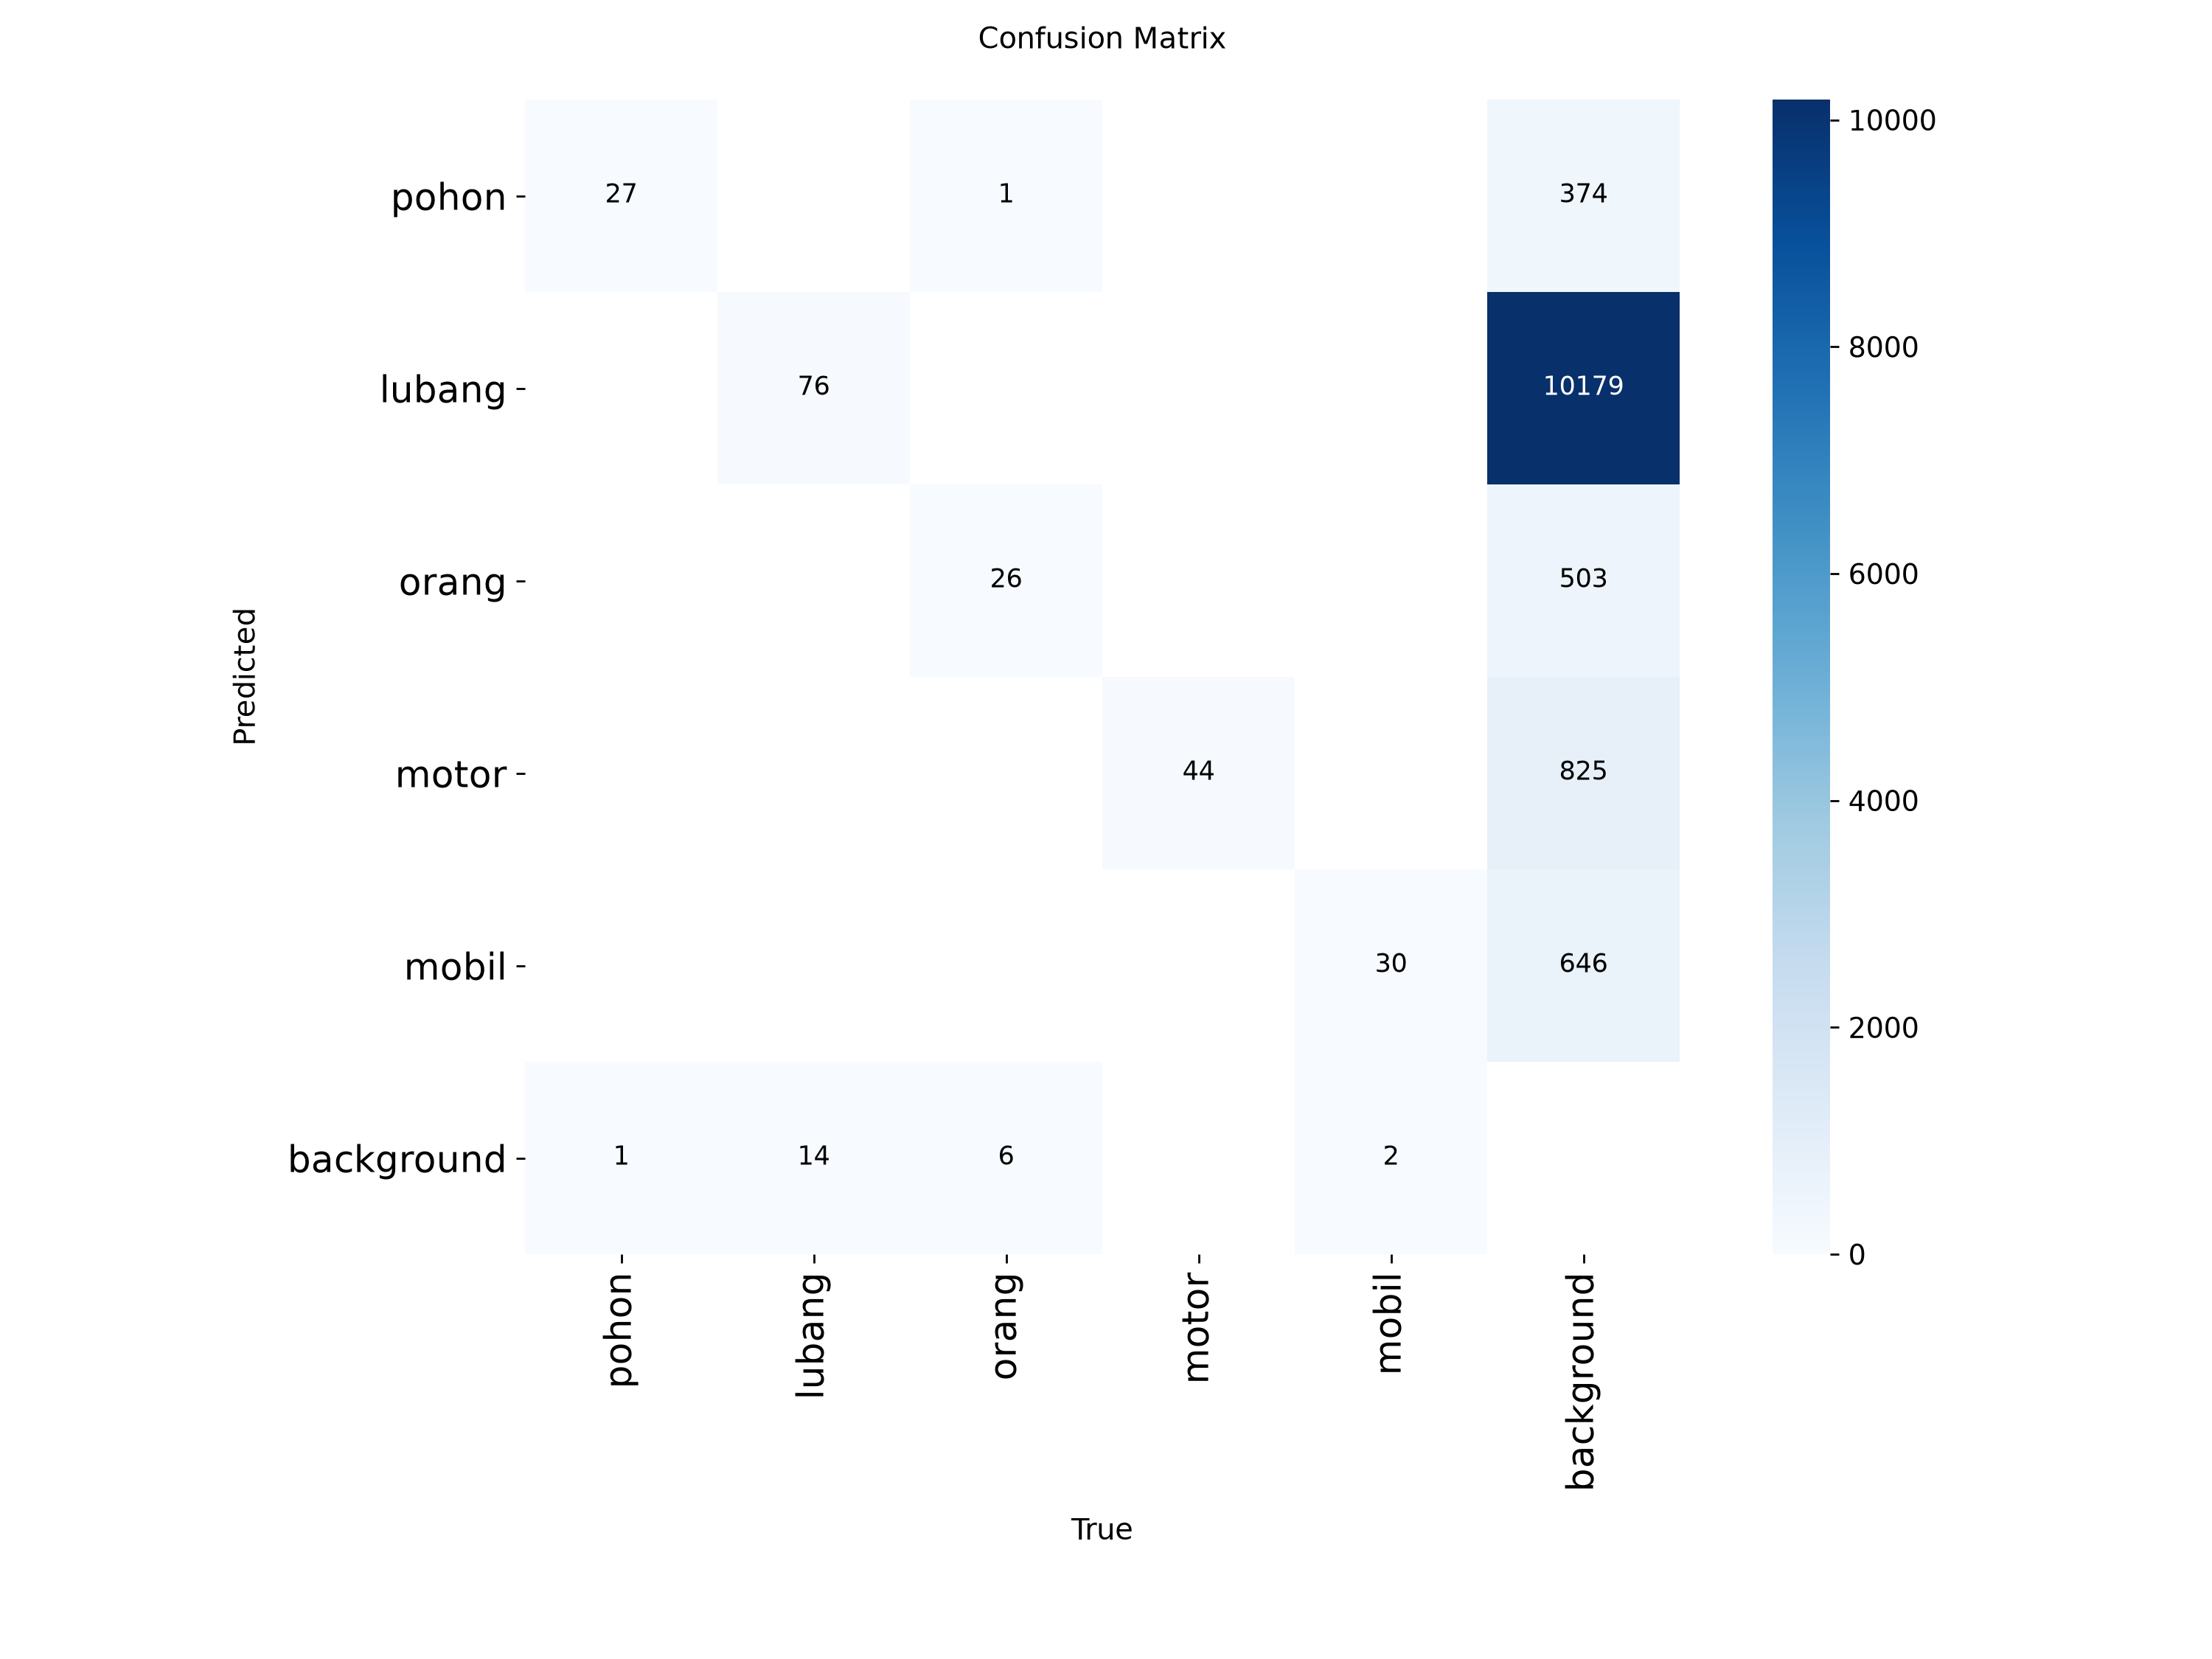 Confusion Matrix
pohon 27 1 374
lubang 76 10179
orang 26 503
motor 44 825
mobil 30 646
background 1 14 6 2
pohon lubang orang motor mobil background
Predicted
True
10000
8000
6000
4000
2000
0